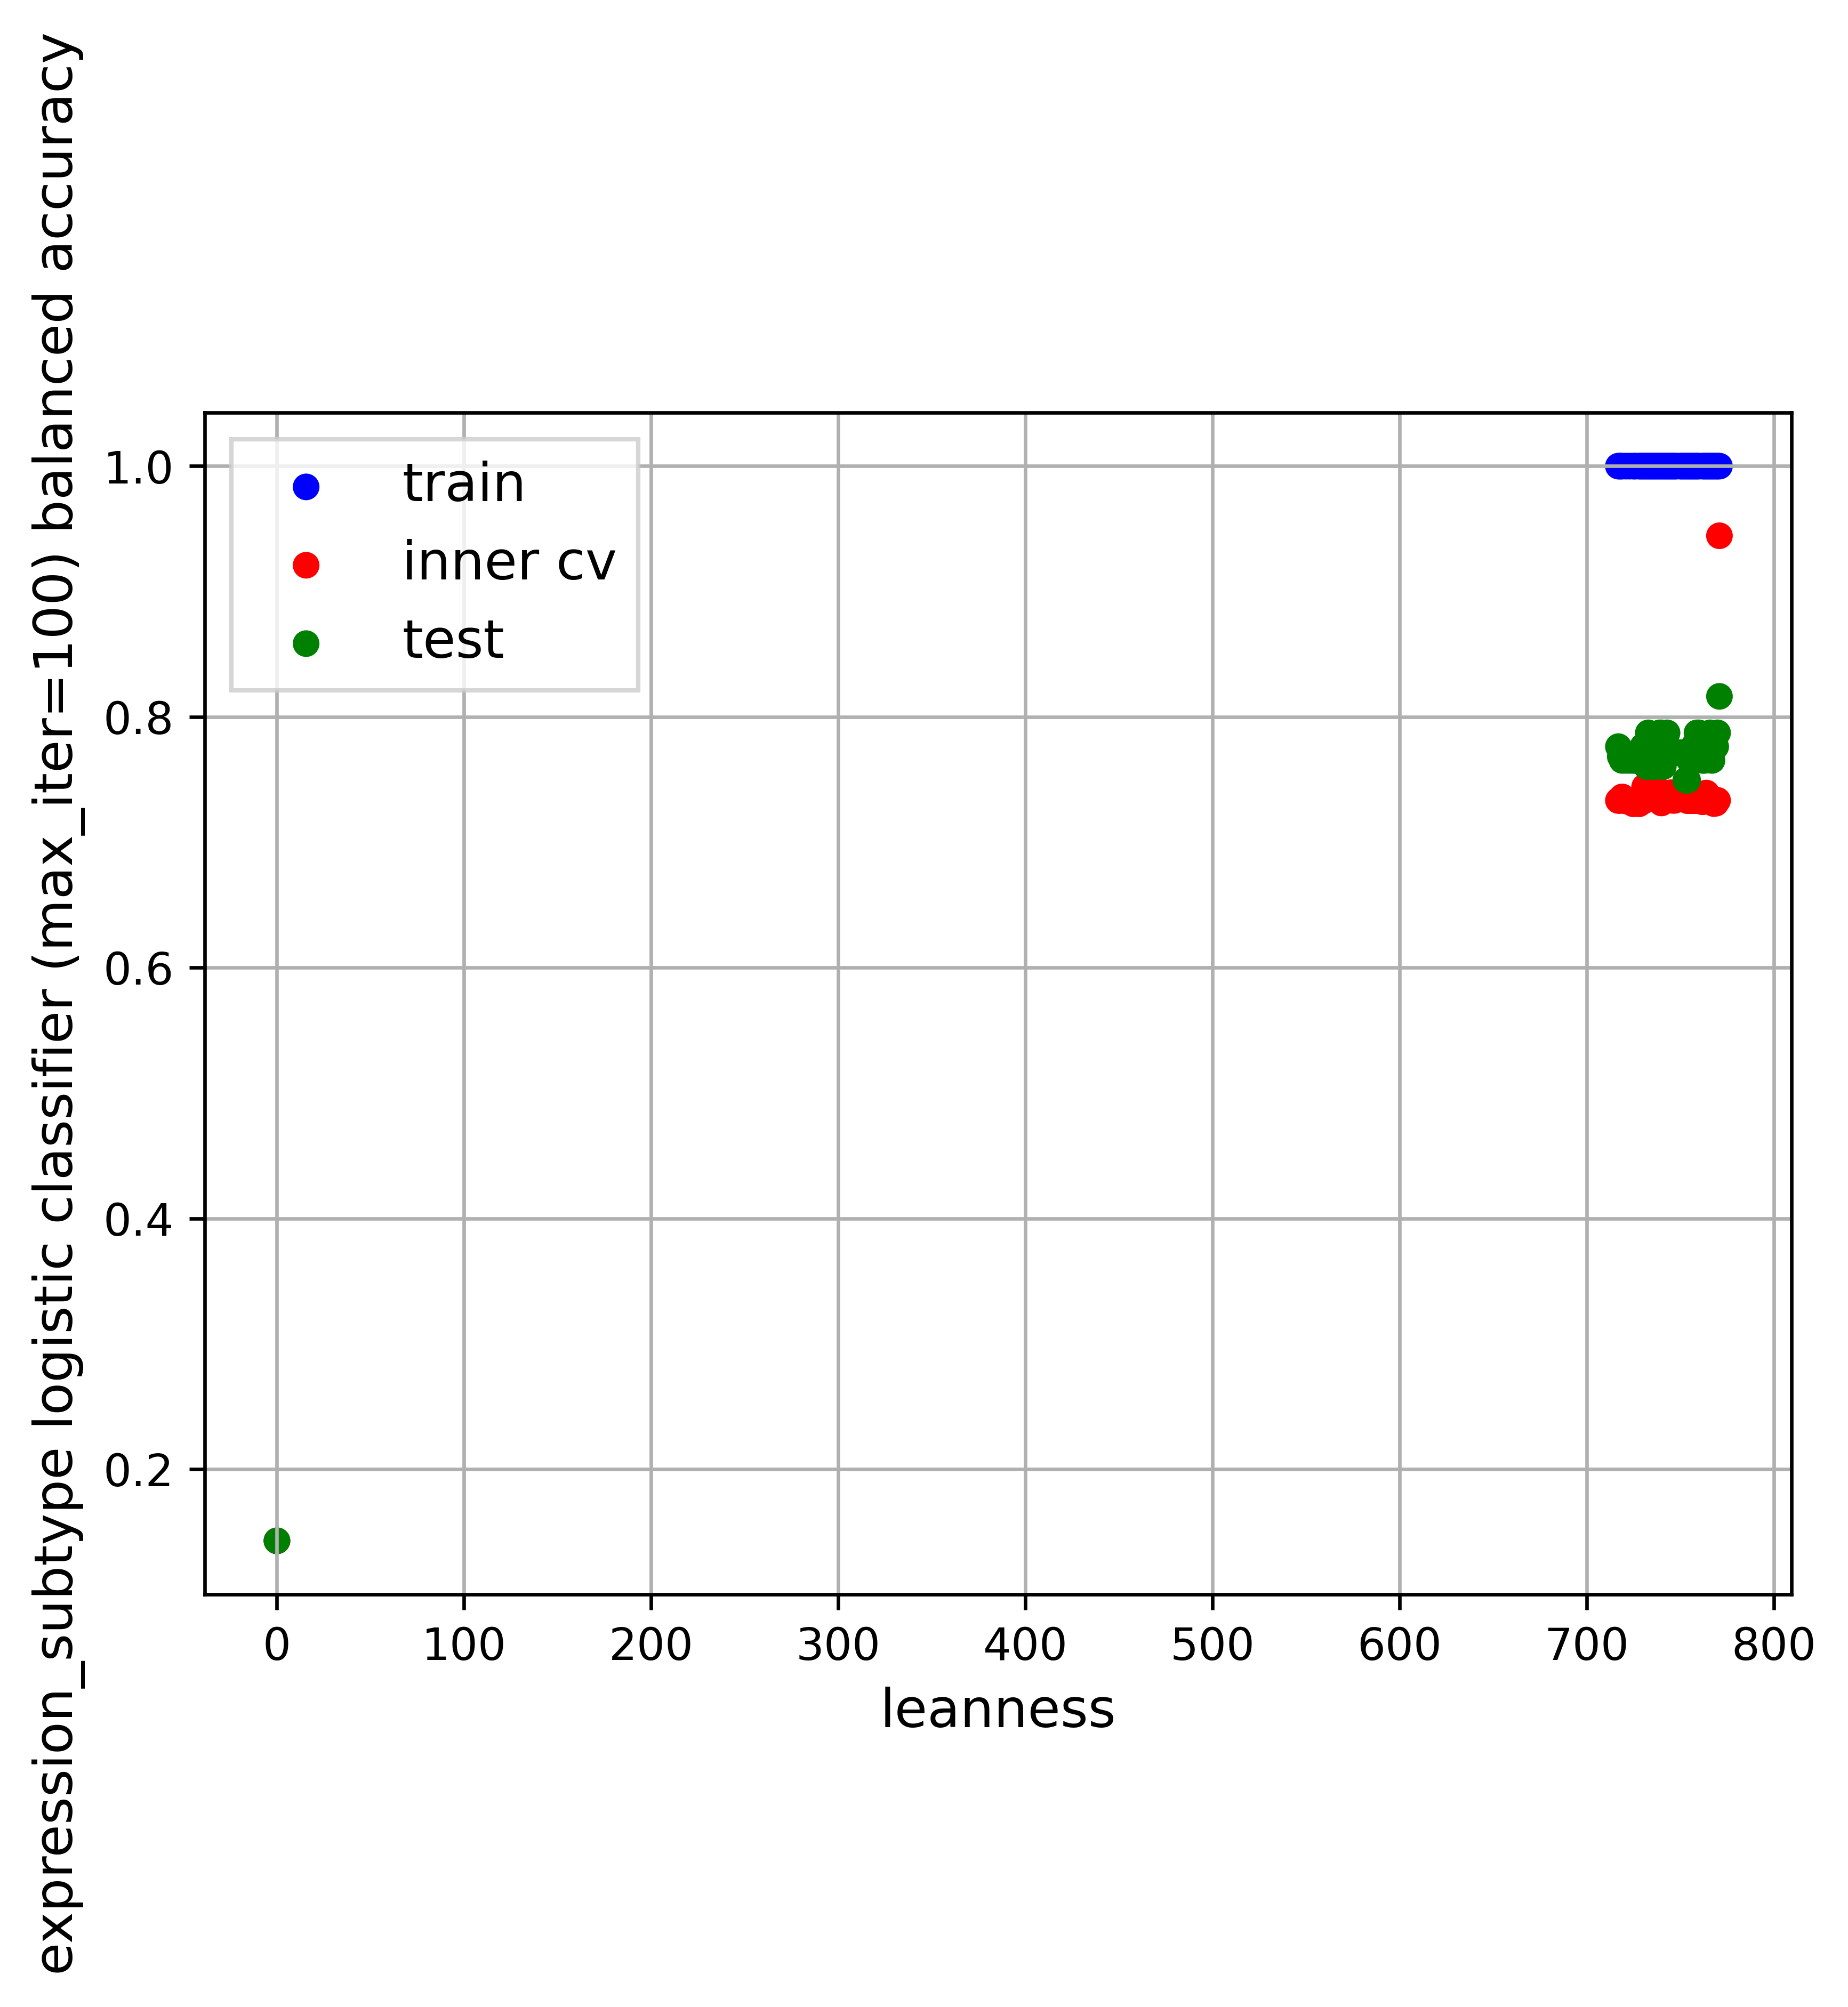 expression_subtype logistic classifier (max_iter=100) balanced accuracy
train
inner cv
test
1.0
0.8
0.6
0.4
0.2
0 100 200 300 400 500 600 700 800
leanness